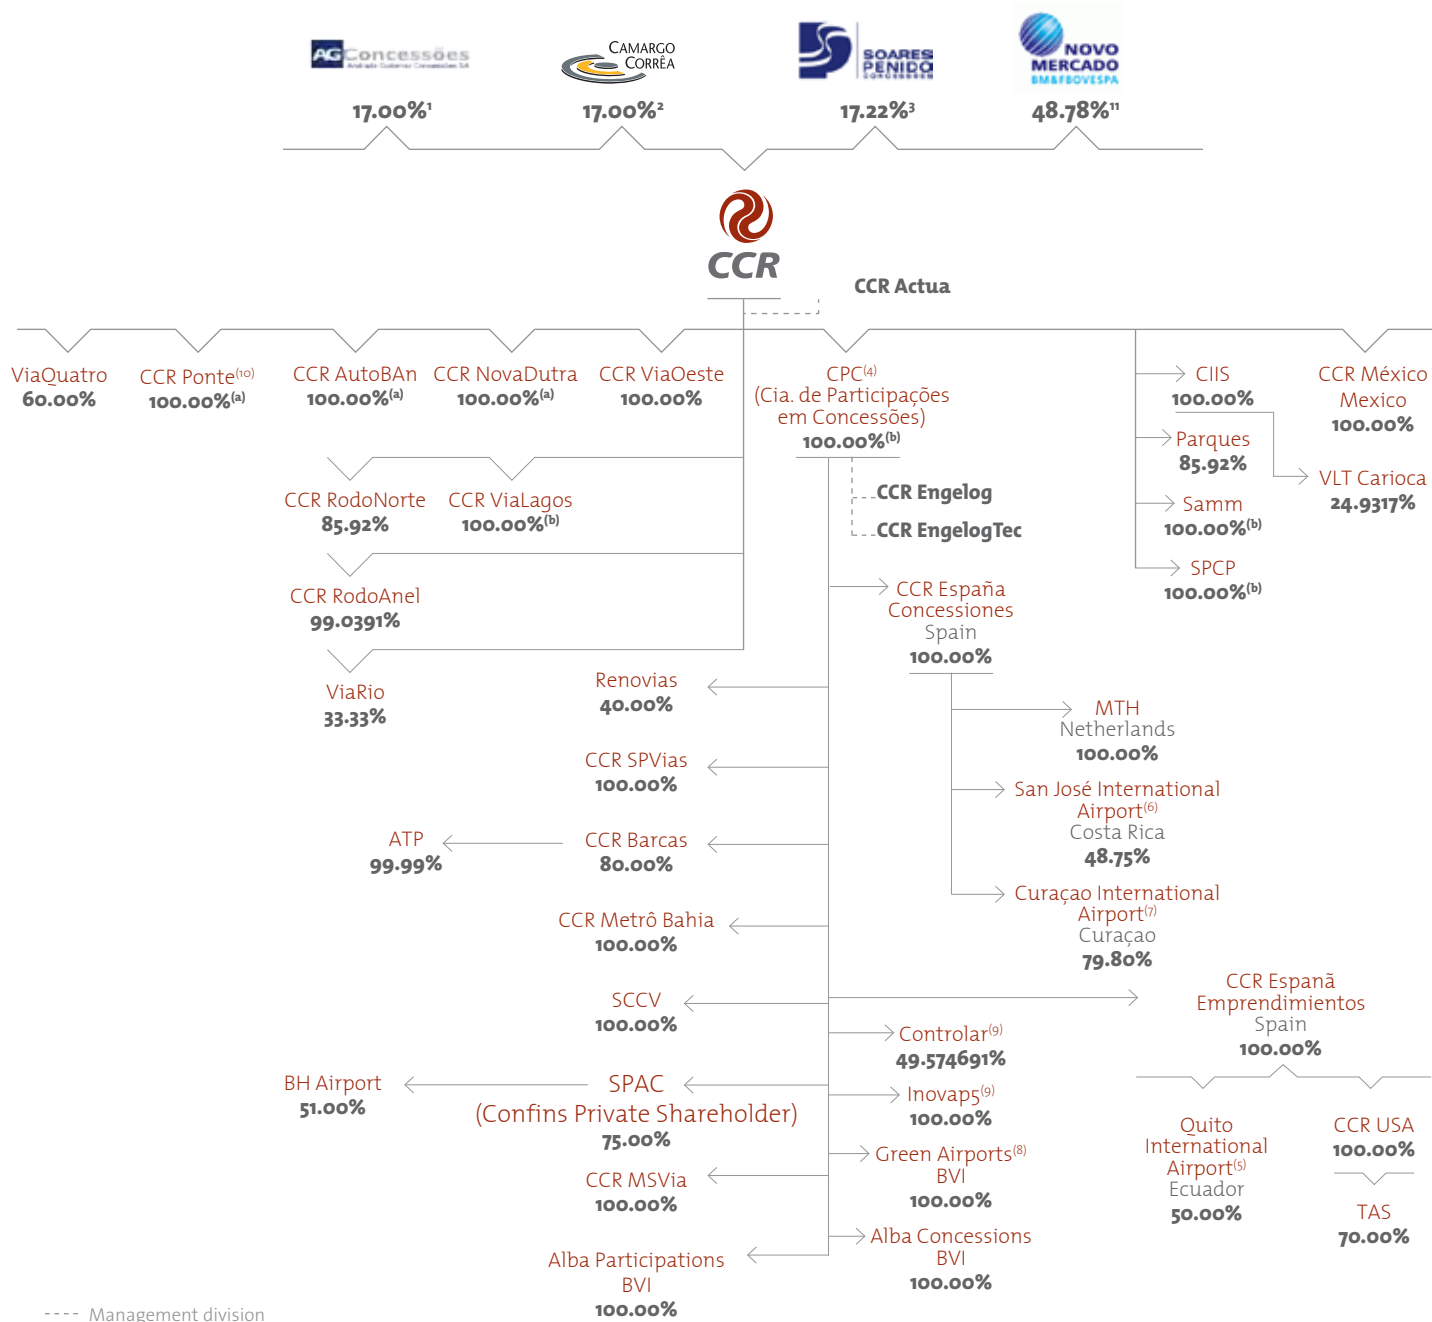 AGConcessões
Andrade Gutierrez Concessões SA
CAMARGO
CORRÊA
SOARES
PENIDO
CONCESSÕES
NOVO
MERCADO
BM&FBOVESPA
17.00%¹
17.00%²
17.22%³
48.78%¹¹
CCR
CCR Actua
ViaQuatro
60.00%
CCR Ponte(10)
100.00%(a)
CCR AutoBAn
100.00%(a)
CCR NovaDutra
100.00%(a)
CCR ViaOeste
100.00%
CPC(4)
(Cia. de Participações
em Concessões)
100.00%(b)
CIIS
100.00%
CCR México
Mexico
100.00%
Parques
85.92%
VLT Carioca
24.9317%
Samm
100.00%(b)
SPCP
100.00%(b)
CCR RodoNorte
85.92%
CCR ViaLagos
100.00%(b)
CCR Engelog
CCR EngelogTec
CCR RodoAnel
99.0391%
CCR España
Concessiones
Spain
100.00%
ViaRio
33.33%
Renovias
40.00%
MTH
Netherlands
100.00%
CCR SPVias
100.00%
San José International
Airport(6)
Costa Rica
48.75%
ATP
99.99%
CCR Barcas
80.00%
Curaçao International
Airport(7)
Curaçao
79.80%
CCR Metrô Bahia
100.00%
SCCV
100.00%
CCR Espanã
Emprendimientos
Spain
100.00%
Controlar(9)
49.574691%
BH Airport
51.00%
SPAC
(Confins Private Shareholder)
75.00%
Inovap5(9)
100.00%
Quito
International
Airport(5)
Ecuador
50.00%
CCR USA
100.00%
Green Airports(8)
BVI
100.00%
CCR MSVia
100.00%
TAS
70.00%
Alba Concessions
BVI
100.00%
Alba Participations
BVI
100.00%
---- Management division